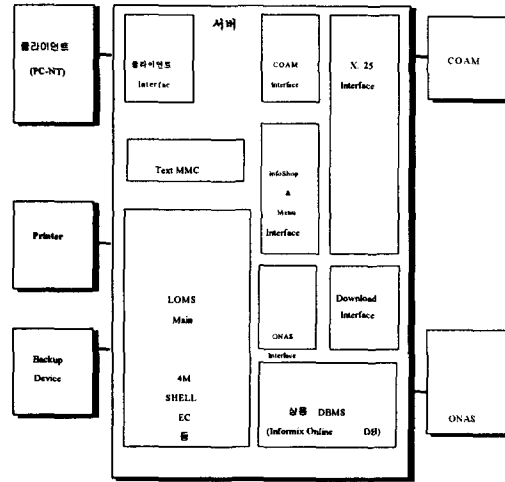 서버
클라이언트
(PC-NT)
Printer
Backup
Device
클라이언트
Interfac
COAM
Interface
X. 25
Interface
Text MMC
InfoShop
&
Menu
Interface
LOMS
Main
4M
SHELL
EC
등
ONAS
Interface
Download
Interface
상용 DBMS
(Informix Online DB)
COAM
ONAS